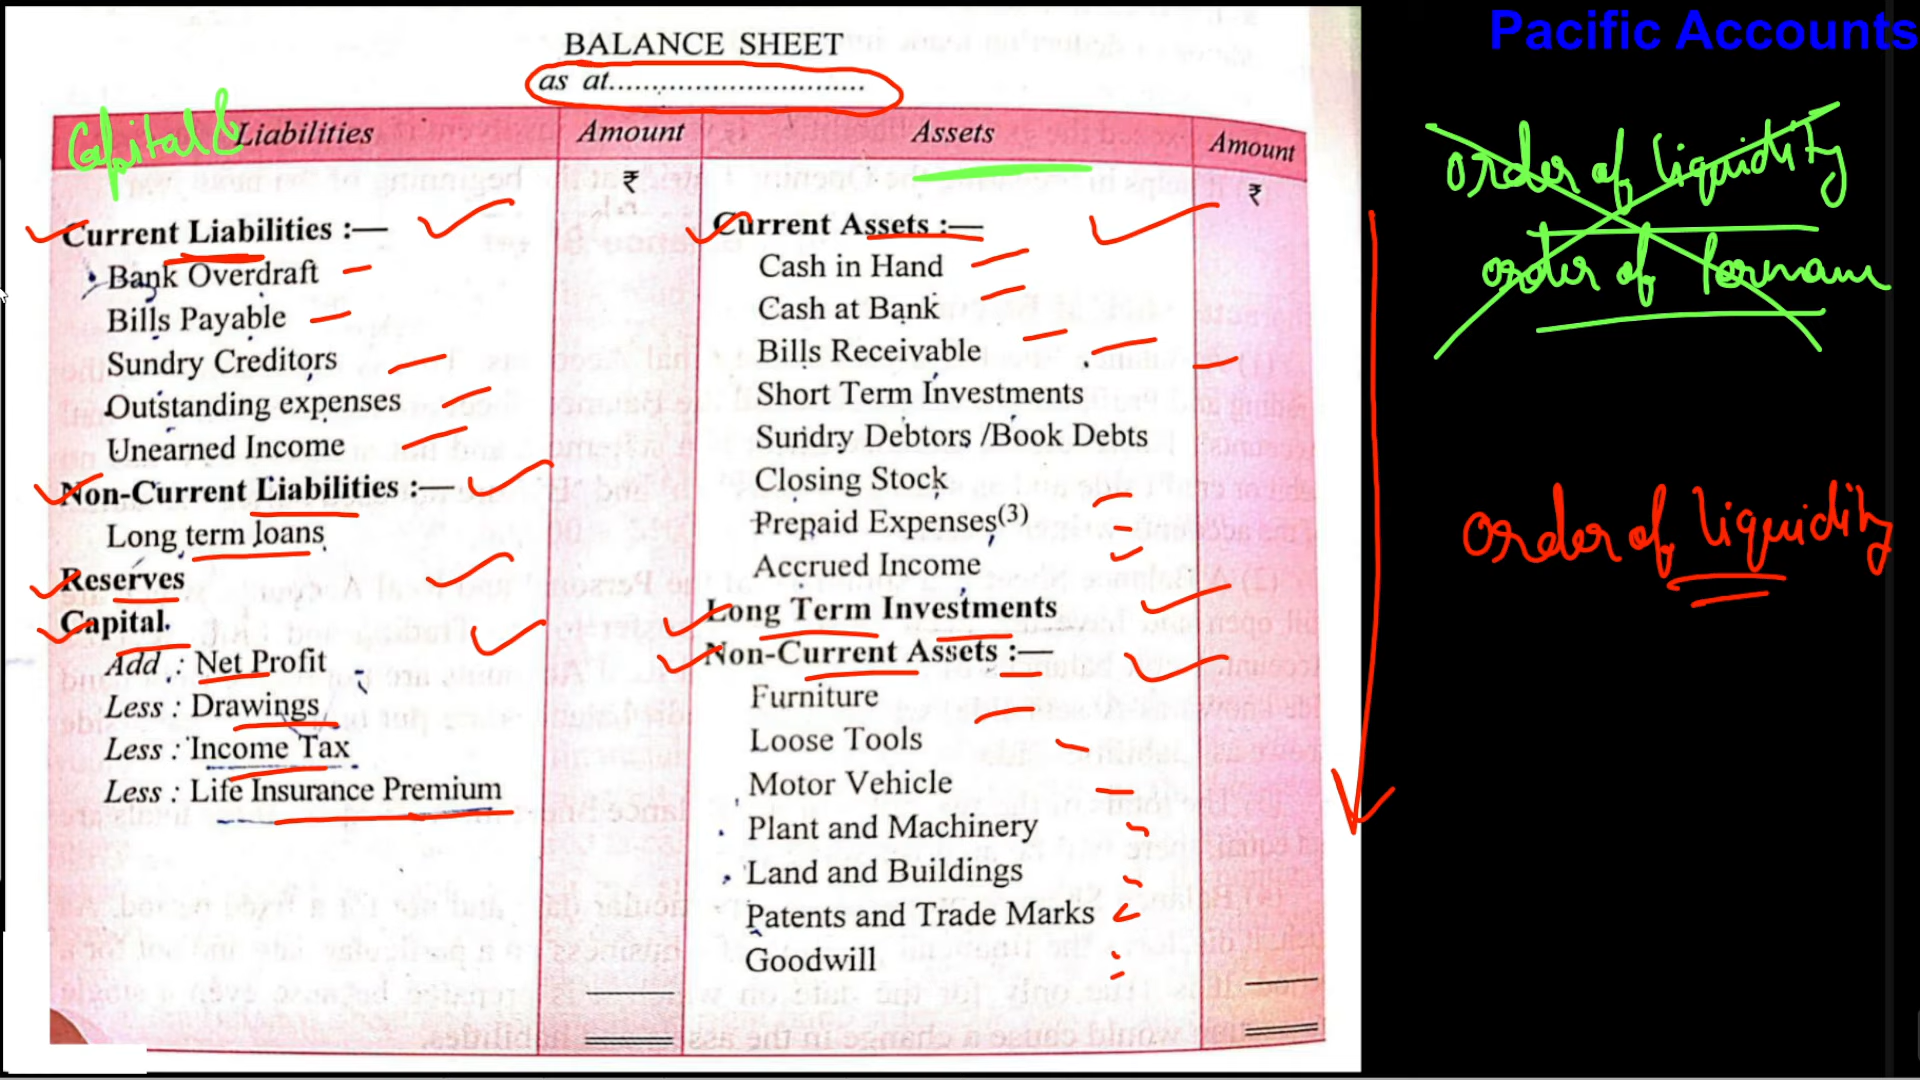 Pacific Accounts
BALANCE SHEET
as at............................
Capital & Liabilities
Amount
Assets
Amount
₹
₹
Current Liabilities :—
Bank Overdraft
Bills Payable
Sundry Creditors
Outstanding expenses
Unearned Income
Non-Current Liabilities :—
Long term loans
Reserves
Capital.
Add : Net Profit
Less : Drawings
Less : Income Tax
Less : Life Insurance Premium
Current Assets :—
Cash in Hand
Cash at Bank
Bills Receivable
Short Term Investments
Sundry Debtors /Book Debts
Closing Stock
Prepaid Expenses(3)
Accrued Income
Long Term Investments
Non-Current Assets :—
Furniture
Loose Tools
Motor Vehicle
Plant and Machinery
Land and Buildings
Patents and Trade Marks
Goodwill
order of liquidity
order of
order of liquidity